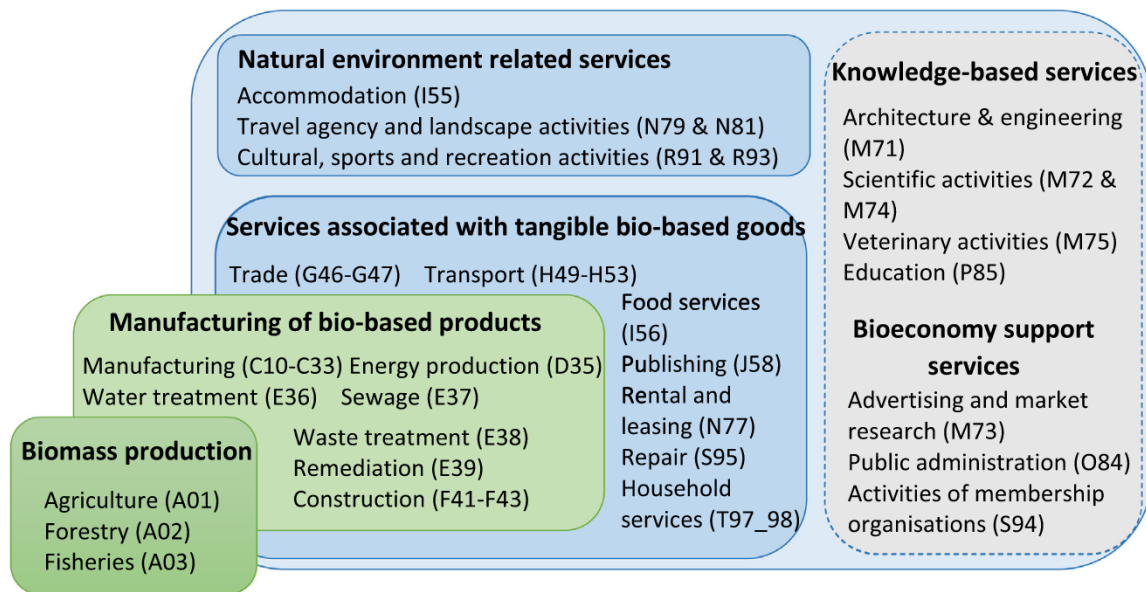 Natural environment related services
Accommodation (I55)
Travel agency and landscape activities (N79 & N81)
Cultural, sports and recreation activities (R91 & R93)
Services associated with tangible bio-based goods
Trade (G46-G47) Transport (H49-H53)
Food services
(I56)
Publishing (J58)
Rental and
leasing (N77)
Repair (S95)
Household
services (T97_98)
Manufacturing of bio-based products
Manufacturing (C10-C33) Energy production (D35)
Water treatment (E36) Sewage (E37)
Waste treatment (E38)
Remediation (E39)
Construction (F41-F43)
Biomass production
Agriculture (A01)
Forestry (A02)
Fisheries (A03)
Knowledge-based services
Architecture & engineering
(M71)
Scientific activities (M72 &
M74)
Veterinary activities (M75)
Education (P85)
Bioeconomy support
services
Advertising and market
research (M73)
Public administration (O84)
Activities of membership
organisations (S94)